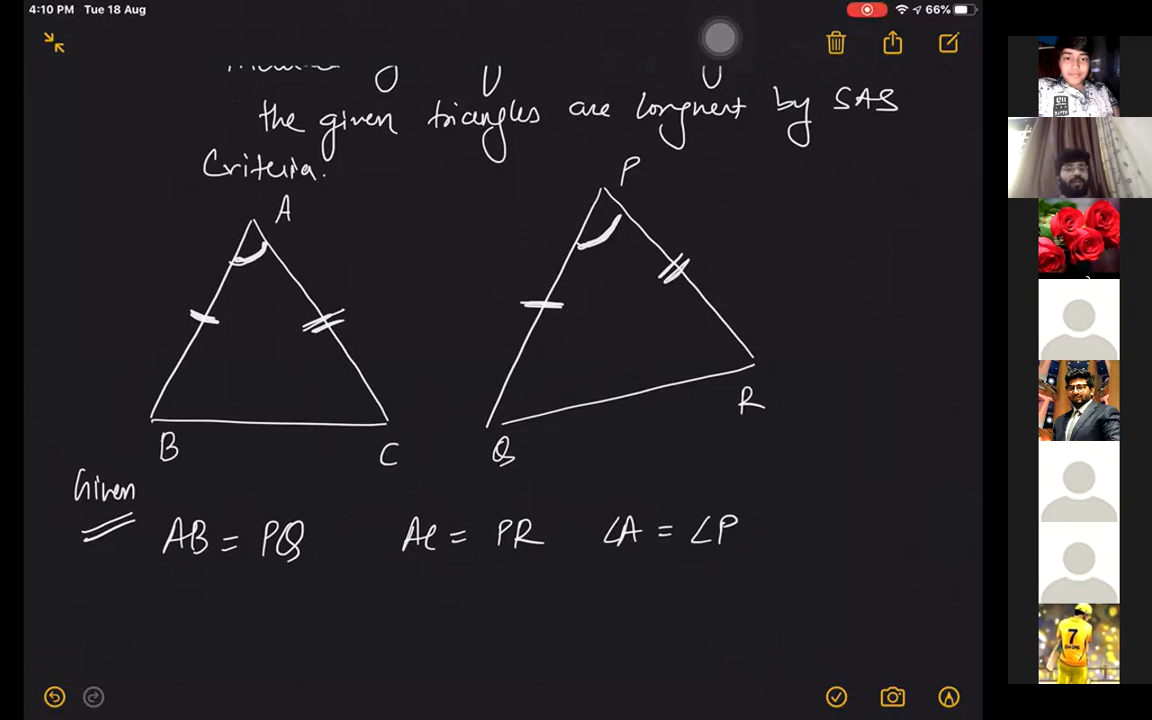 4:10 PM Tue 18 Aug
66%
the given triangles are congruent by SAS
Criteria.
A
P
B
C
Q
R
Given
AB = PQ AC = PR ∠A = ∠P
7